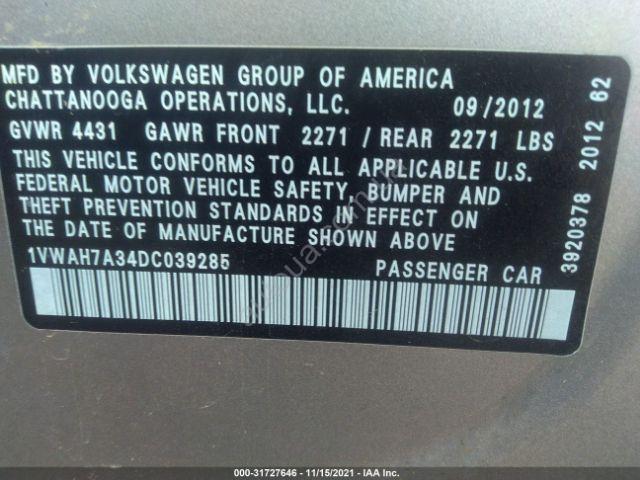 MFD BY VOLKSWAGEN GROUP OF AMERICA
CHATTANOOGA OPERATIONS, LLC. 09/2012
GVWR 4431 GAWR FRONT 2271 / REAR 2271 LBS
THIS VEHICLE CONFORMS TO ALL APPLICABLE U.S.
FEDERAL MOTOR VEHICLE SAFETY, BUMPER AND
THEFT PREVENTION STANDARDS IN EFFECT ON
THE DATE OF MANUFACTURE SHOWN ABOVE
1VWAH7A34DC039285 PASSENGER CAR
3920378 2012 62
000-31727646 - 11/15/2021 - IAA Inc.